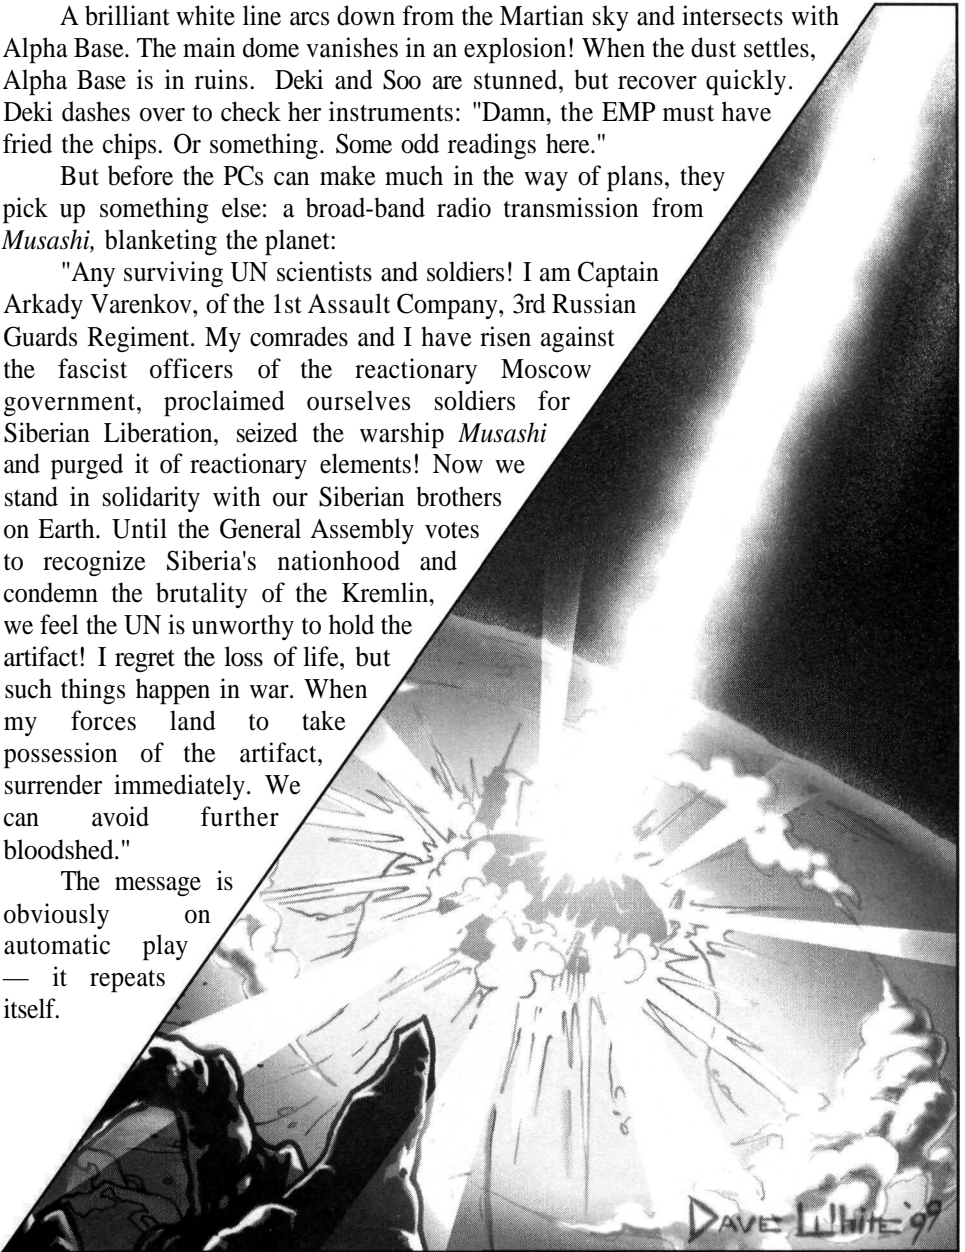 A brilliant white line arcs down from the Martian sky and intersects with
Alpha Base. The main dome vanishes in an explosion! When the dust settles,
Alpha Base is in ruins. Deki and Soo are stunned, but recover quickly.
Deki dashes over to check her instruments: "Damn, the EMP must have
fried the chips. Or something. Some odd readings here."
But before the PCs can make much in the way of plans, they
pick up something else: a broad-band radio transmission from
Musashi, blanketing the planet:
"Any surviving UN scientists and soldiers! I am Captain
Arkady Varenkov, of the 1st Assault Company, 3rd Russian
Guards Regiment. My comrades and I have risen against
the fascist officers of the reactionary Moscow
government, proclaimed ourselves soldiers for
Siberian Liberation, seized the warship Musashi
and purged it of reactionary elements! Now we
stand in solidarity with our Siberian brothers
on Earth. Until the General Assembly votes
to recognize Siberia's nationhood and
condemn the brutality of the Kremlin,
we feel the UN is unworthy to hold the
artifact! I regret the loss of life, but
such things happen in war. When
my forces land to take
possession of the artifact,
surrender immediately. We
can avoid further
bloodshed."
The message is
obviously on
automatic play
— it repeats
itself.
DAVE White '99